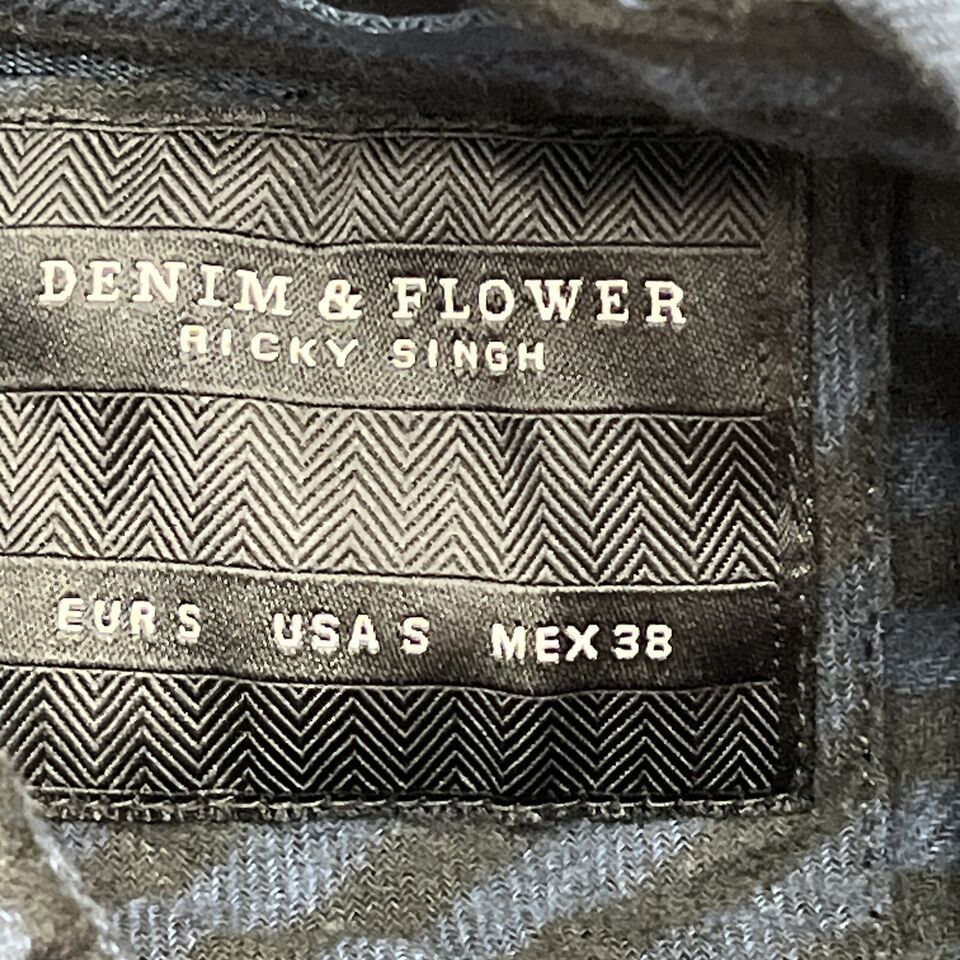 DENIM & FLOWER
RICKY SINGH
EUR S USA S MEX 38